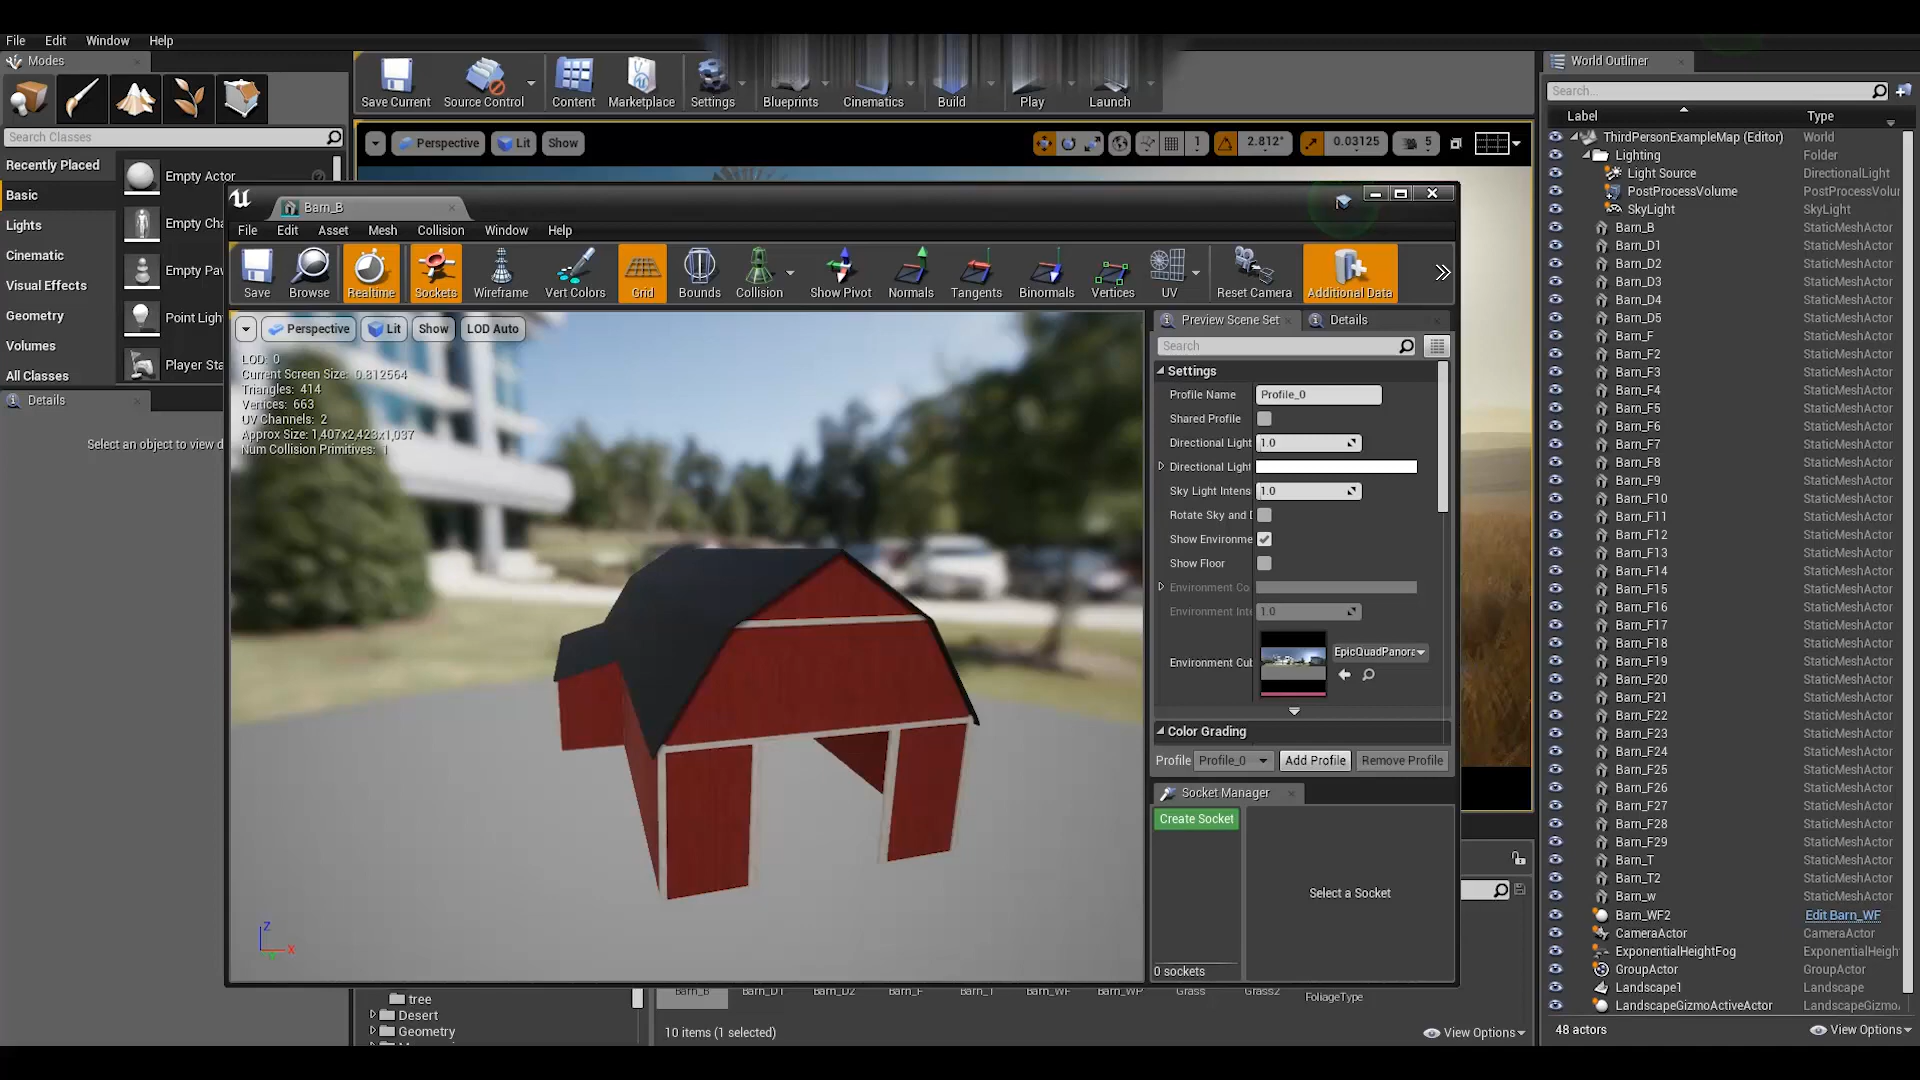 File Edit Window Help
Modes
World Outliner
Save Current Source Control Content Marketplace Settings Blueprints Cinematics Build Play Launch
Search...
Label Type
Search Classes
Perspective Lit Show 1 2.812° 0.03125 5
Recently Placed
Basic
Lights
Cinematic
Visual Effects
Geometry
Volumes
All Classes
Empty Actor
Empty Cha
Empty Paw
Point Ligh
Player Sta
Details
Select an object to view d
Barn_B
File Edit Asset Mesh Collision Window Help
Save Browse Realtime Sockets Wireframe Vert Colors Grid Bounds Collision Show Pivot Normals Tangents Binormals Vertices UV Reset Camera Additional Data
Perspective Lit Show LOD Auto
LOD: 0
Current Screen Size: 0.812564
Triangles: 414
Vertices: 663
UV Channels: 2
Approx Size: 1,407x2,423x1,037
Num Collision Primitives: 1
Z
X
Preview Scene Set Details
Search
Settings
Profile Name Profile_0
Shared Profile
Directional Light 1.0
Directional Light
Sky Light Intens 1.0
Rotate Sky and D
Show Environme
Show Floor
Environment Co
Environment Inte 1.0
Environment Cub EpicQuadPanora
Color Grading
Profile Profile_0 Add Profile Remove Profile
Socket Manager
Create Socket
Select a Socket
0 sockets
ThirdPersonExampleMap (Editor) World
Lighting Folder
Light Source DirectionalLight
PostProcessVolume PostProcessVolu
SkyLight SkyLight
Barn_B StaticMeshActor
Barn_D1 StaticMeshActor
Barn_D2 StaticMeshActor
Barn_D3 StaticMeshActor
Barn_D4 StaticMeshActor
Barn_D5 StaticMeshActor
Barn_F StaticMeshActor
Barn_F2 StaticMeshActor
Barn_F3 StaticMeshActor
Barn_F4 StaticMeshActor
Barn_F5 StaticMeshActor
Barn_F6 StaticMeshActor
Barn_F7 StaticMeshActor
Barn_F8 StaticMeshActor
Barn_F9 StaticMeshActor
Barn_F10 StaticMeshActor
Barn_F11 StaticMeshActor
Barn_F12 StaticMeshActor
Barn_F13 StaticMeshActor
Barn_F14 StaticMeshActor
Barn_F15 StaticMeshActor
Barn_F16 StaticMeshActor
Barn_F17 StaticMeshActor
Barn_F18 StaticMeshActor
Barn_F19 StaticMeshActor
Barn_F20 StaticMeshActor
Barn_F21 StaticMeshActor
Barn_F22 StaticMeshActor
Barn_F23 StaticMeshActor
Barn_F24 StaticMeshActor
Barn_F25 StaticMeshActor
Barn_F26 StaticMeshActor
Barn_F27 StaticMeshActor
Barn_F28 StaticMeshActor
Barn_F29 StaticMeshActor
Barn_T StaticMeshActor
Barn_T2 StaticMeshActor
Barn_w StaticMeshActor
Barn_WF2 Edit Barn_WF
CameraActor CameraActor
ExponentialHeightFog ExponentialHeigh
GroupActor GroupActor
Landscape1 Landscape
LandscapeGizmoActiveActor LandscapeGizmo
48 actors View Options
tree
Desert
Geometry
Barn_B Barn_D1 Barn_D2 Barn_F Barn_T Barn_WF Barn_WP Grass Grass2
FoliageType
10 items (1 selected) View Options